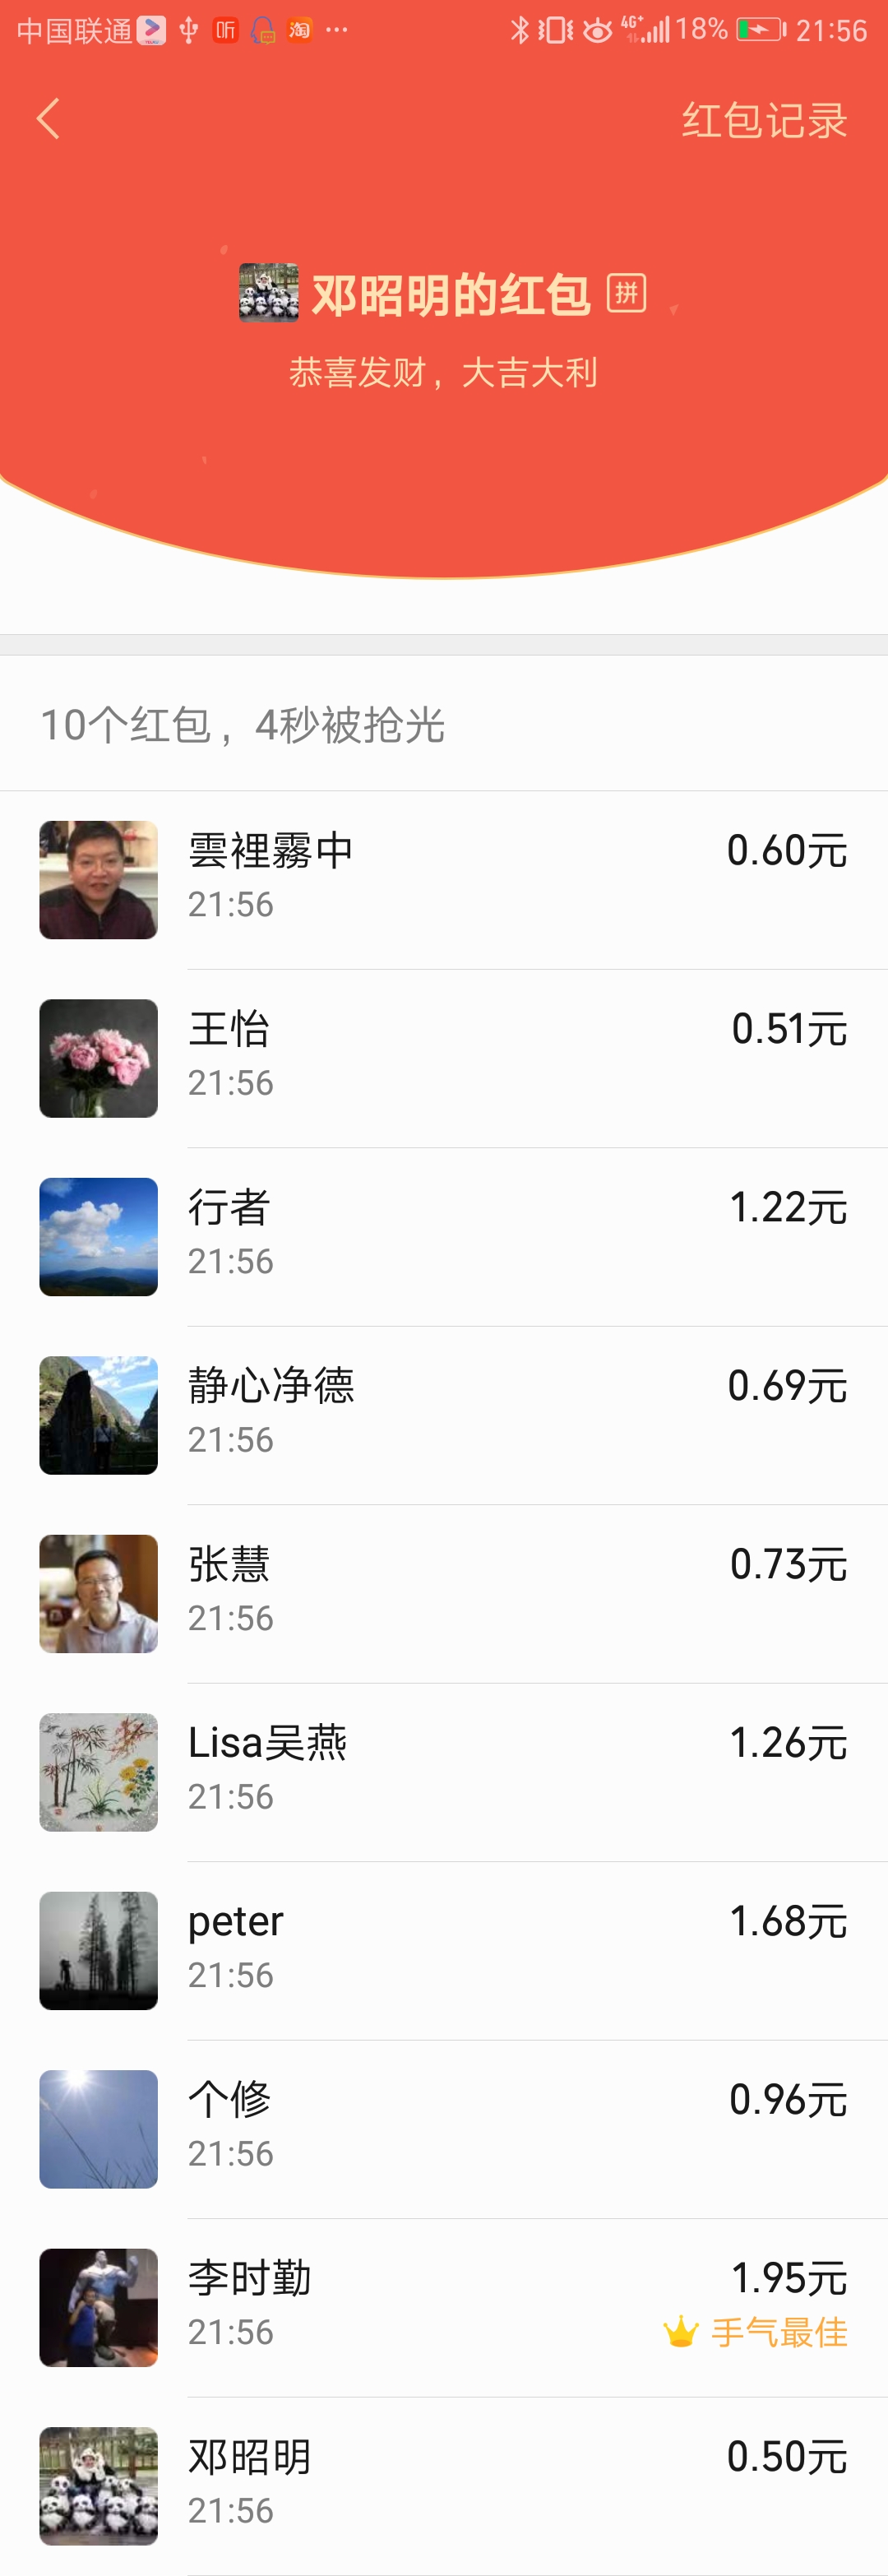 中国联通 听 淘 ... 4G+ 18% 21:56
红包记录
邓昭明的红包 拼
恭喜发财，大吉大利
10个红包，4秒被抢光
雲裡霧中 0.60元
21:56
王怡 0.51元
21:56
行者 1.22元
21:56
静心净德 0.69元
21:56
张慧 0.73元
21:56
Lisa吴燕 1.26元
21:56
peter 1.68元
21:56
个修 0.96元
21:56
李时勤 1.95元
21:56 手气最佳
邓昭明 0.50元
21:56